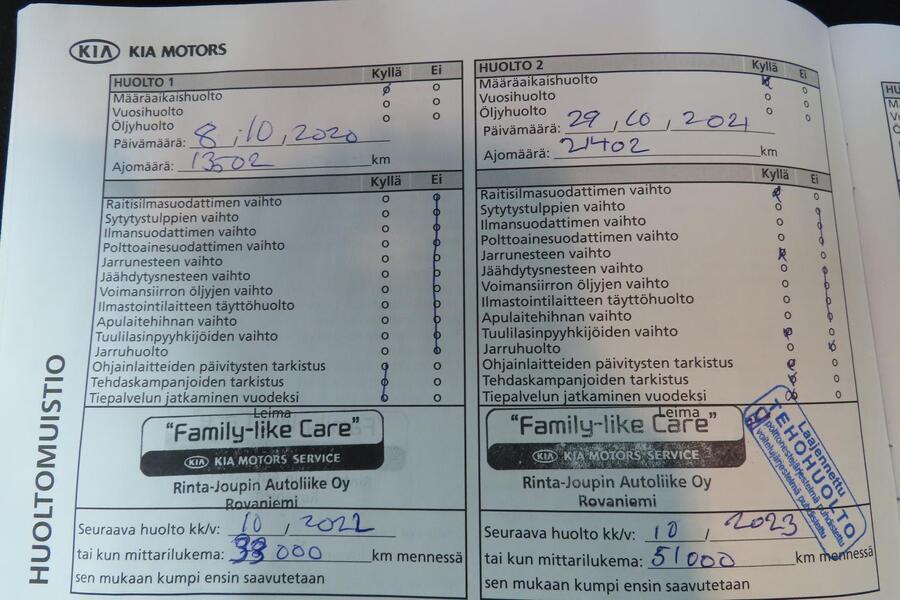 KIA KIA MOTORS
HUOLTOMUISTIO
HUOLTO 1 Kyllä Ei
Määräaikaishuolto
Vuosihuolto
Öljyhuolto
Päivämäärä: 8,10,2020
Ajomäärä: 13502 km
Kyllä Ei
Raitisilmasuodattimen vaihto
Sytytystulppien vaihto
Ilmansuodattimen vaihto
Polttoainesuodattimen vaihto
Jarrunesteen vaihto
Jäähdytysnesteen vaihto
Voimansiirron öljyjen vaihto
Ilmastointilaitteen täyttöhuolto
Apulaitehihnan vaihto
Tuulilasinpyyhkijöiden vaihto
Jarruhuolto
Ohjainlaitteiden päivitysten tarkistus
Tehdaskampanjoiden tarkistus
Tiepalvelun jatkaminen vuodeksi
Leima
"Family-like Care"
KIA KIA MOTORS SERVICE
Rinta-Joupin Autoliike Oy
Rovaniemi
Seuraava huolto kk/v: 10 / 2022
tai kun mittarilukema: 33 000 km mennessä
sen mukaan kumpi ensin saavutetaan
HUOLTO 2 Kyllä Ei
Määräaikaishuolto
Vuosihuolto
Öljyhuolto
Päivämäärä: 29,10,2021
Ajomäärä: 21402 km
Kyllä Ei
Raitisilmasuodattimen vaihto
Sytytystulppien vaihto
Ilmansuodattimen vaihto
Polttoainesuodattimen vaihto
Jarrunesteen vaihto
Jäähdytysnesteen vaihto
Voimansiirron öljyjen vaihto
Ilmastointilaitteen täyttöhuolto
Apulaitehihnan vaihto
Tuulilasinpyyhkijöiden vaihto
Jarruhuolto
Ohjainlaitteiden päivitysten tarkistus
Tehdaskampanjoiden tarkistus
Tiepalvelun jatkaminen vuodeksi
Leima
"Family-like Care"
KIA KIA MOTORS SERVICE
Rinta-Joupin Autoliike Oy
Rovaniemi
Laajennettu
TEHOHUOLTO
polttonestejärjestelmä puhdistettu
voitelujärjestelmä puhdistettu
Seuraava huolto kk/v: 10 / 2023
tai kun mittarilukema: 51000 km mennessä
sen mukaan kumpi ensin saavutetaan